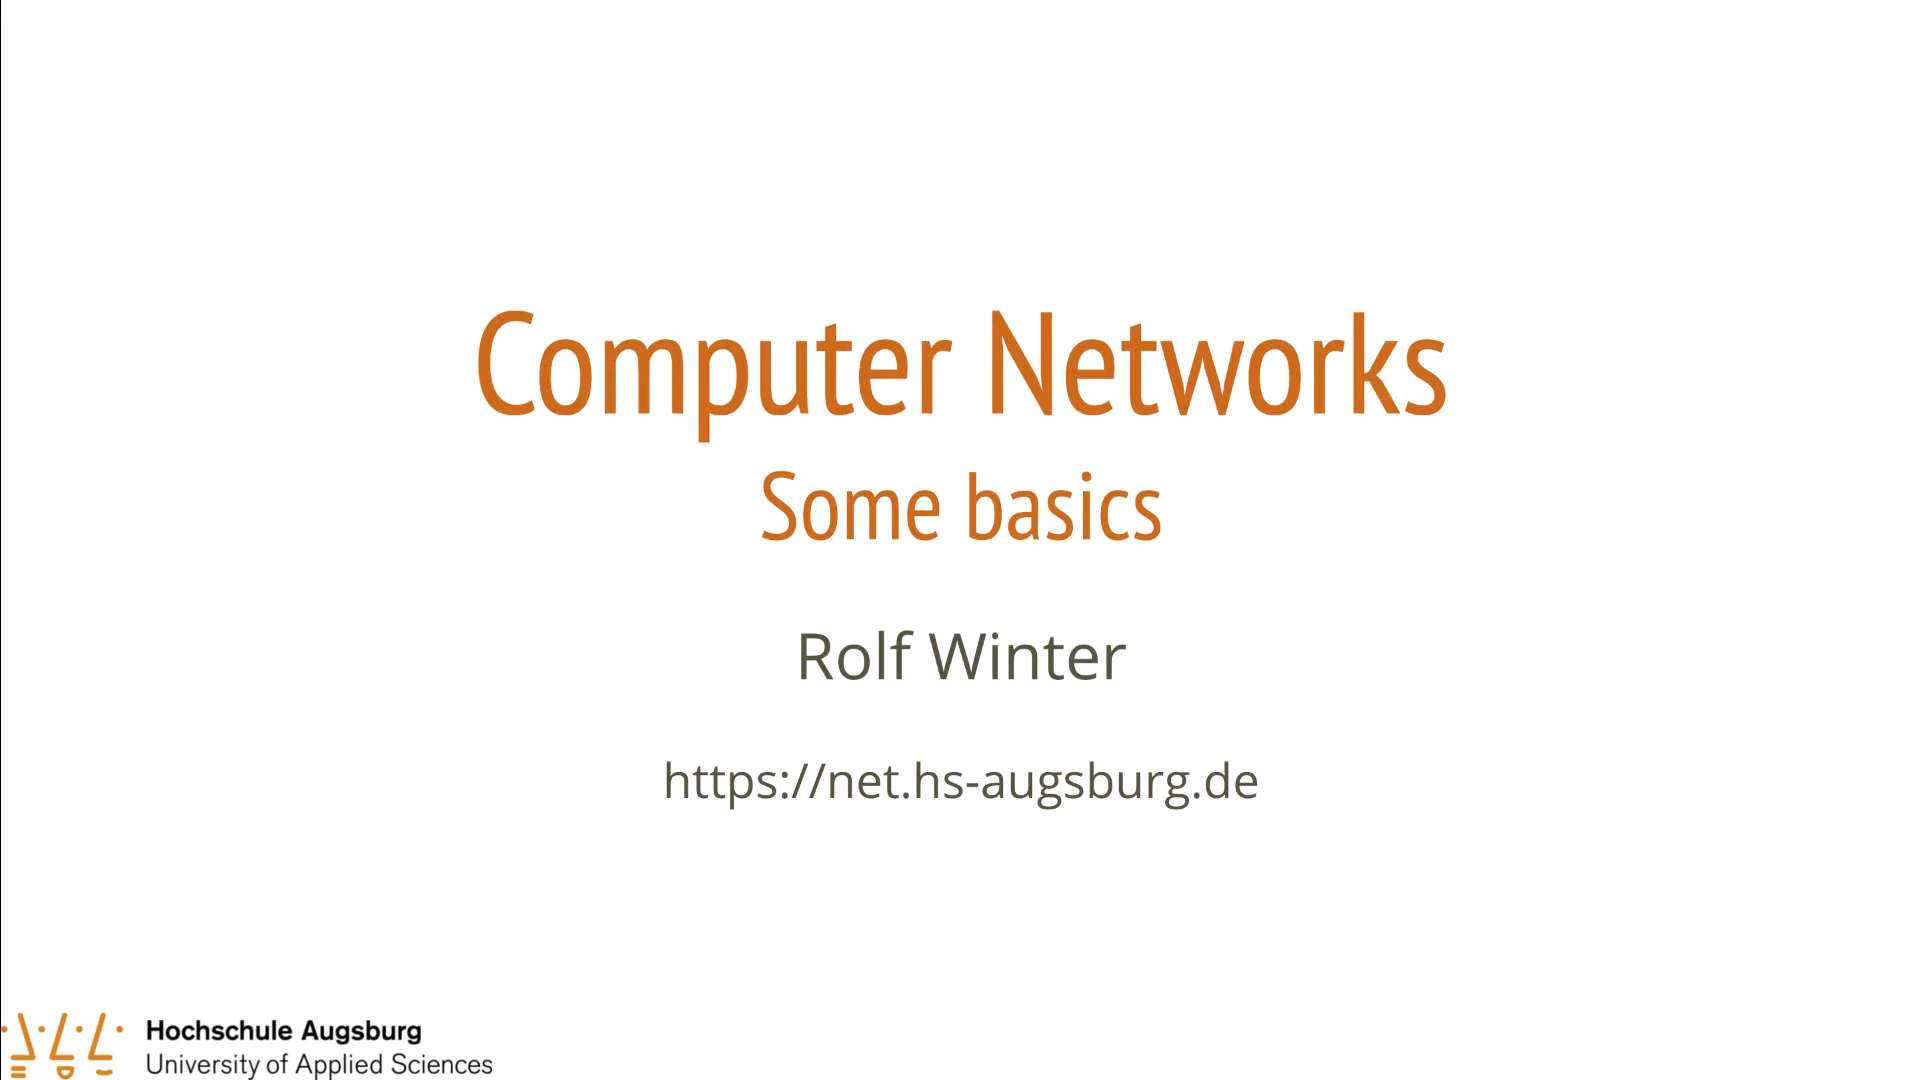 Computer Networks
Some basics
Rolf Winter
https://net.hs-augsburg.de
Hochschule Augsburg
University of Applied Sciences